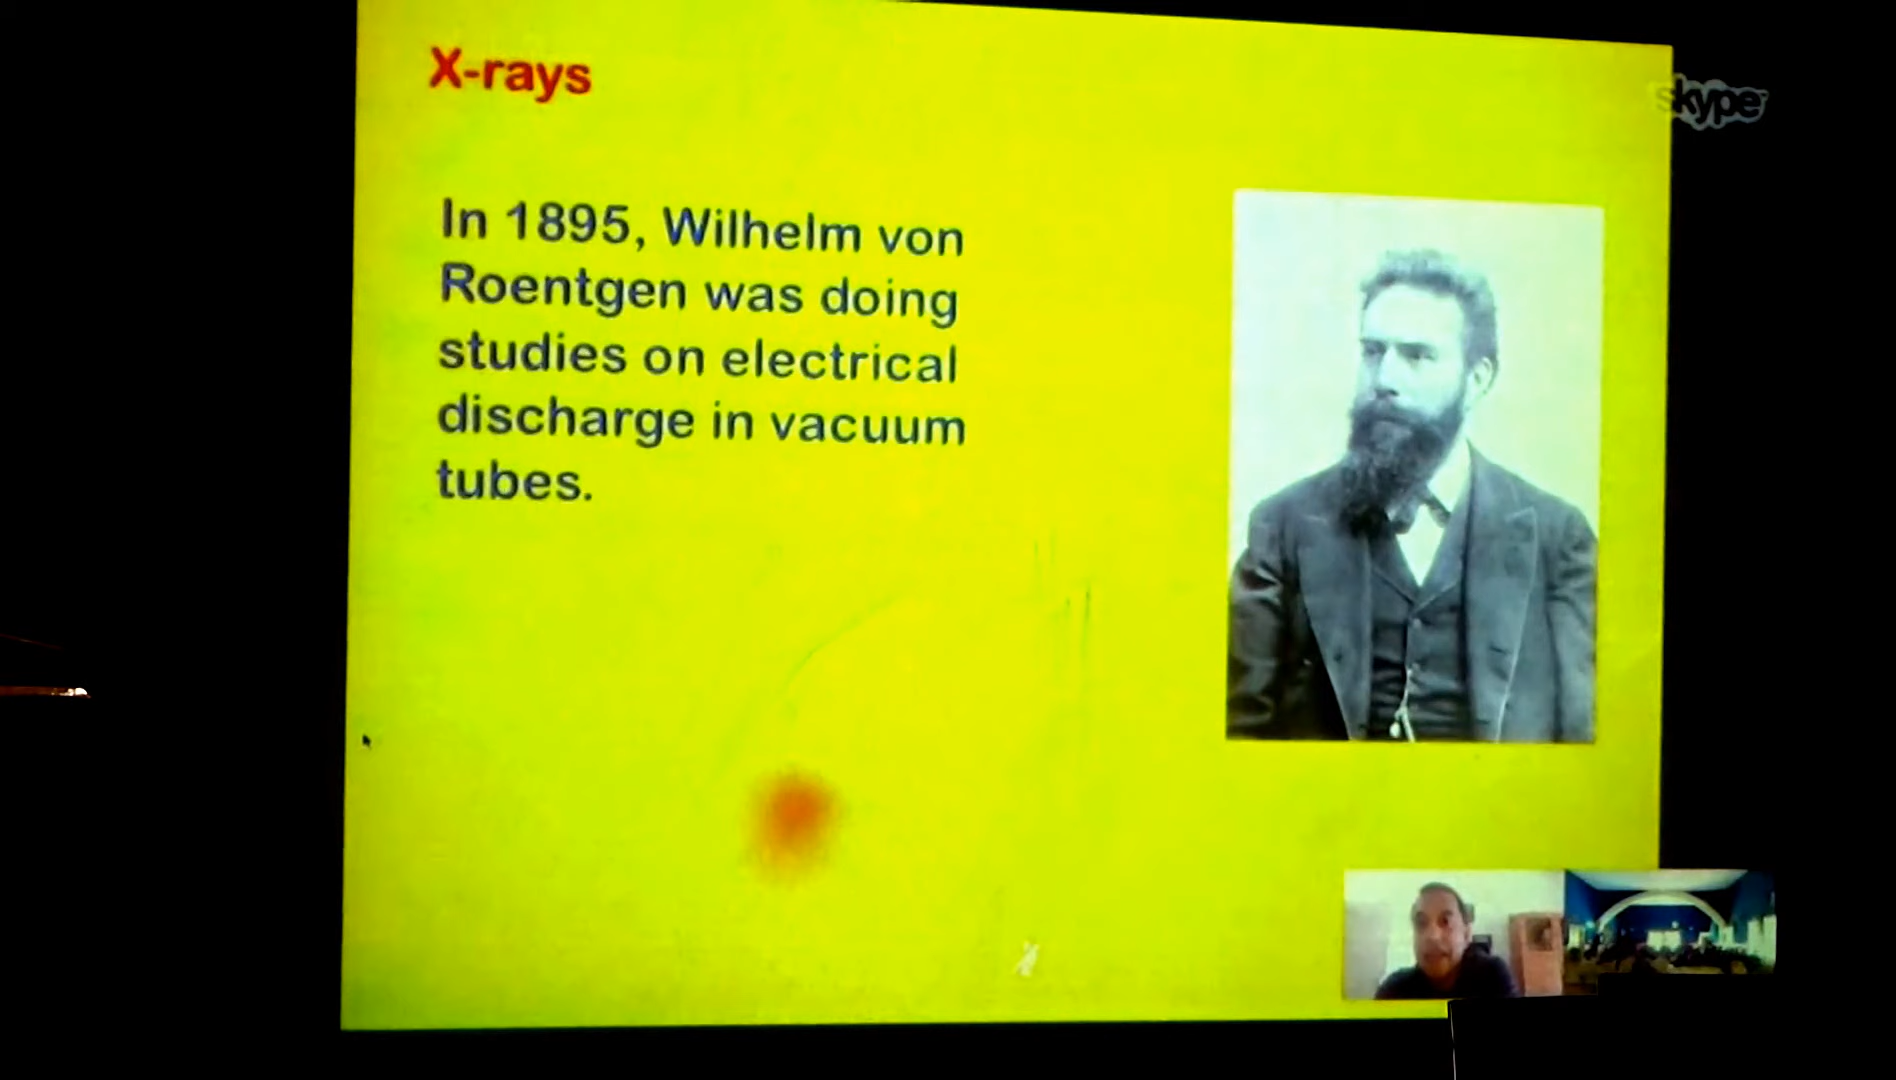 X-rays
skype
In 1895, Wilhelm von
Roentgen was doing
studies on electrical
discharge in vacuum
tubes.